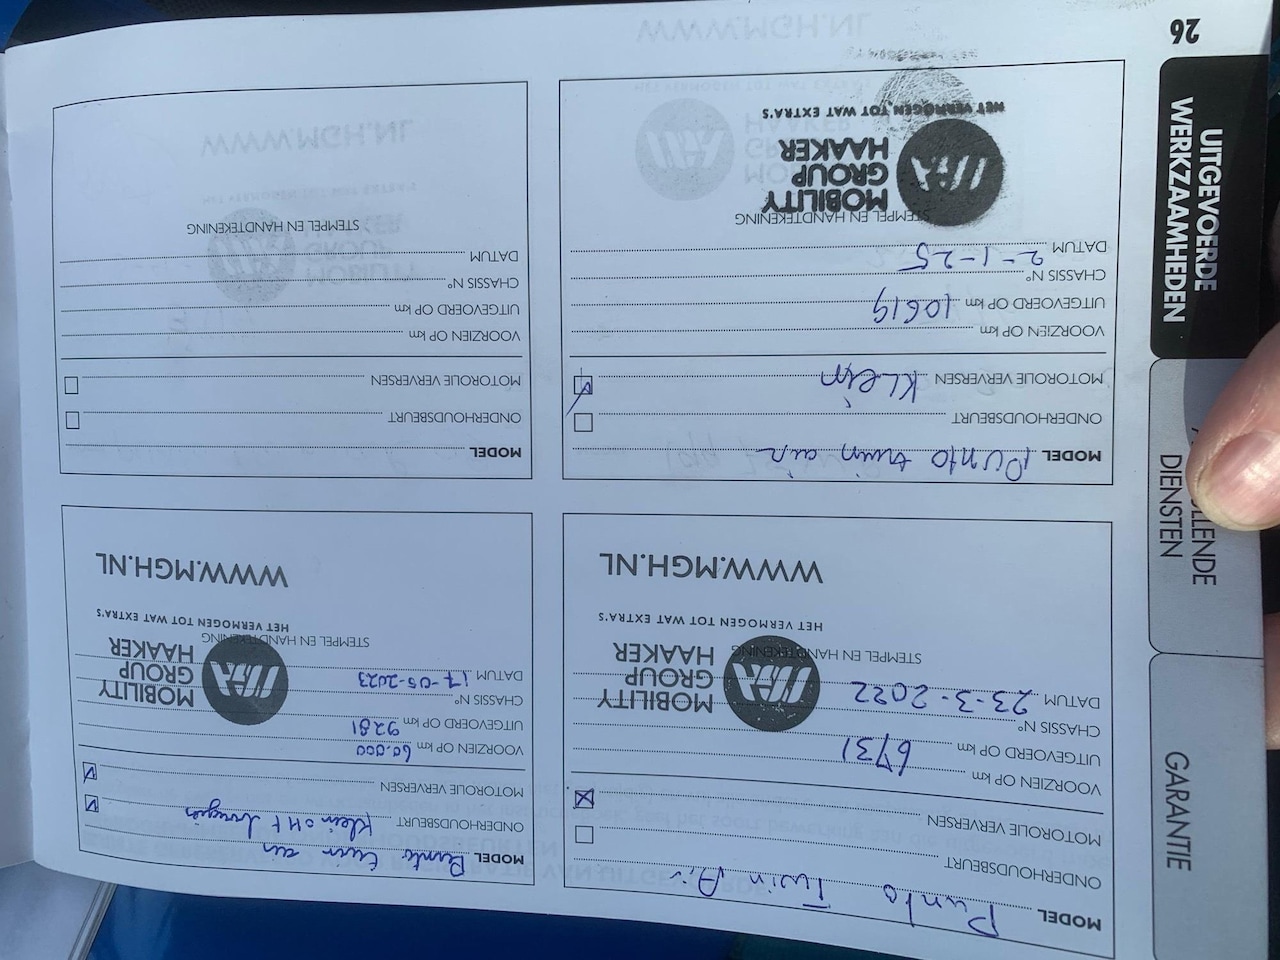 MODEL Punto Twin Air
ONDERHOUDSBEURT
MOTOROLIE VERVERSEN
VOORZIEN OP km
UITGEVOERD OP km 6731
CHASSIS N°
DATUM 23-3-2022
STEMPEL EN HANDTEKENING
MOBILITY
GROUP
HAAKER
HET VERMOGEN TOT WAT EXTRA'S
WWW.MGH.NL
MODEL Punto twin air
ONDERHOUDSBEURT Klein OH+
MOTOROLIE VERVERSEN
VOORZIEN OP km 60.000
UITGEVOERD OP km 9281
CHASSIS N°
DATUM 17-05-2023
STEMPEL EN HANDTEKENING
MOBILITY
GROUP
HAAKER
HET VERMOGEN TOT WAT EXTRA'S
WWW.MGH.NL
MODEL Punto twin air
ONDERHOUDSBEURT
MOTOROLIE VERVERSEN Klein
VOORZIEN OP km
UITGEVOERD OP km 10619
CHASSIS N°
DATUM 2-1-25
STEMPEL EN HANDTEKENING
MOBILITY
GROUP
HAAKER
HET VERMOGEN TOT WAT EXTRA'S
MODEL
ONDERHOUDSBEURT
MOTOROLIE VERVERSEN
VOORZIEN OP km
UITGEVOERD OP km
CHASSIS N°
DATUM
STEMPEL EN HANDTEKENING
GARANTIE
DIENSTEN
UITGEVOERDE
WERKZAAMHEDEN
26